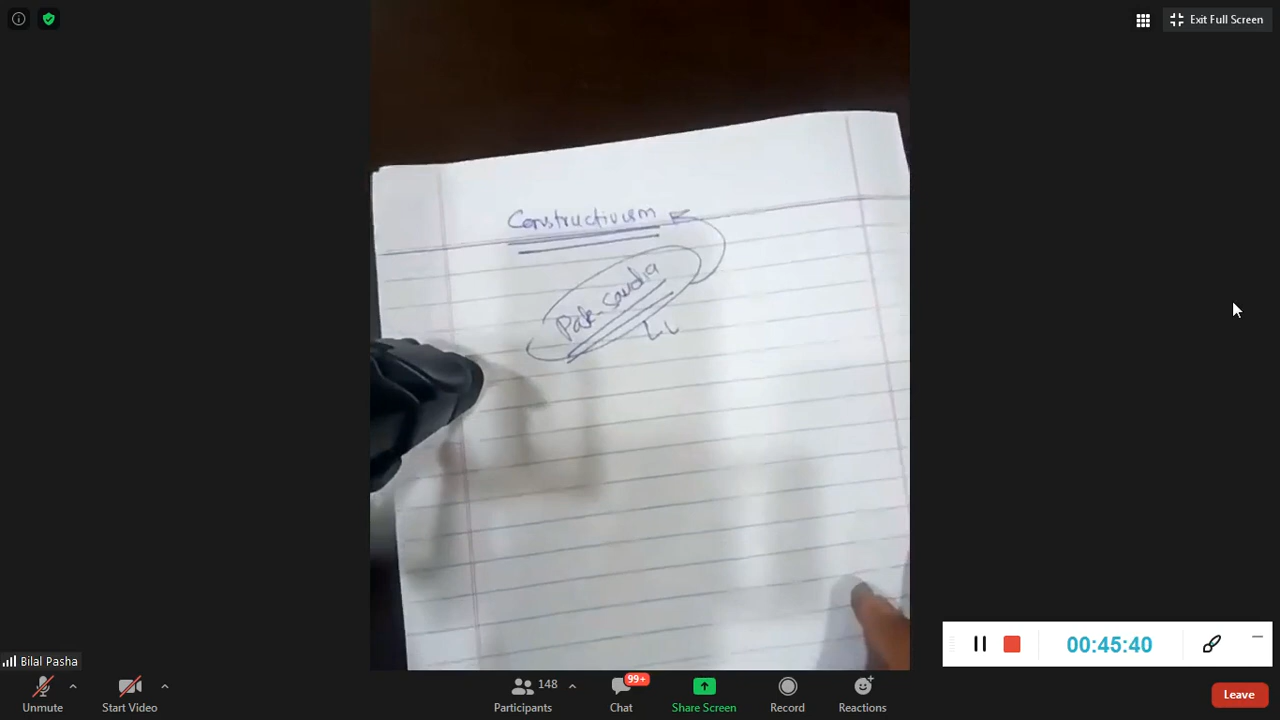 Exit Full Screen
Constructivism
Pak-Saudia
00:45:40
Bilal Pasha
Unmute
Start Video
148
Participants
99+
Chat
Share Screen
Record
Reactions
Leave